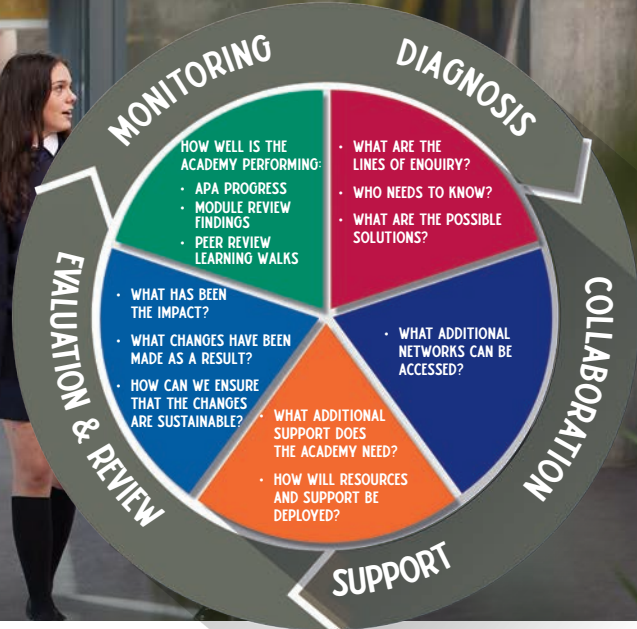 MONITORING
HOW WELL IS THE
ACADEMY PERFORMING:
• APA PROGRESS
• MODULE REVIEW
FINDINGS
• PEER REVIEW
LEARNING WALKS
DIAGNOSIS
• WHAT ARE THE
LINES OF ENQUIRY?
• WHO NEEDS TO KNOW?
• WHAT ARE THE POSSIBLE
SOLUTIONS?
COLLABORATION
• WHAT ADDITIONAL
NETWORKS CAN BE
ACCESSED?
SUPPORT
• WHAT ADDITIONAL
SUPPORT DOES
THE ACADEMY NEED?
• HOW WILL RESOURCES
AND SUPPORT BE
DEPLOYED?
EVALUATION & REVIEW
• WHAT HAS BEEN
THE IMPACT?
• WHAT CHANGES HAVE BEEN
MADE AS A RESULT?
• HOW CAN WE ENSURE
THAT THE CHANGES
ARE SUSTAINABLE?